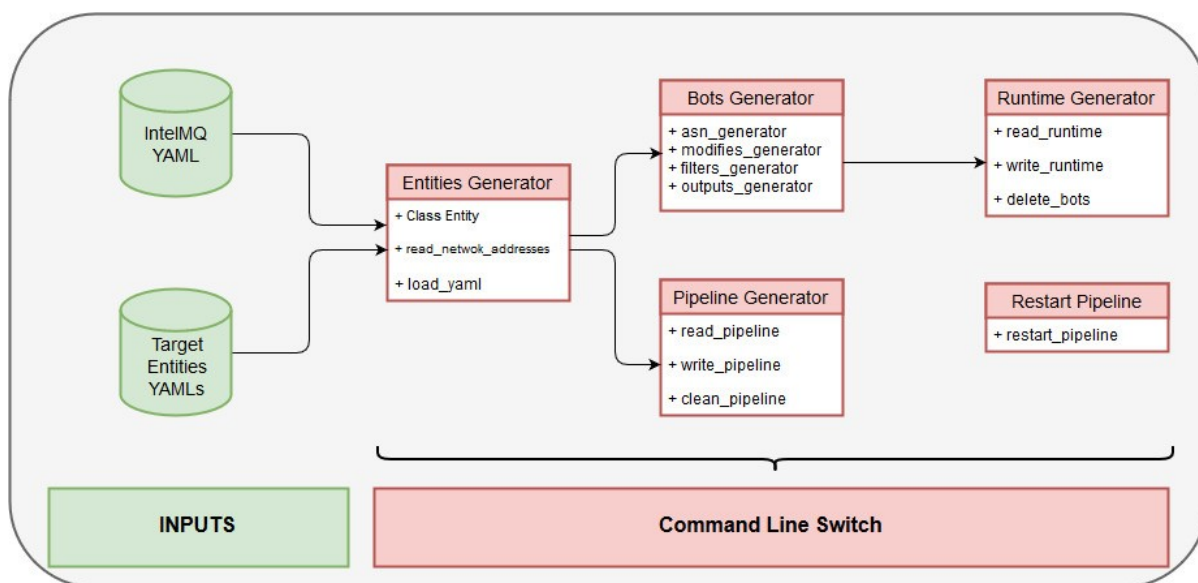 IntelMQ
YAML
Target
Entities
YAMLs
Entities Generator
+ Class Entity
+ read_netwok_addresses
+ load_yaml
Bots Generator
+ asn_generator
+ modifies_generator
+ filters_generator
+ outputs_generator
Pipeline Generator
+ read_pipeline
+ write_pipeline
+ clean_pipeline
Runtime Generator
+ read_runtime
+ write_runtime
+ delete_bots
Restart Pipeline
+ restart_pipeline
INPUTS
Command Line Switch